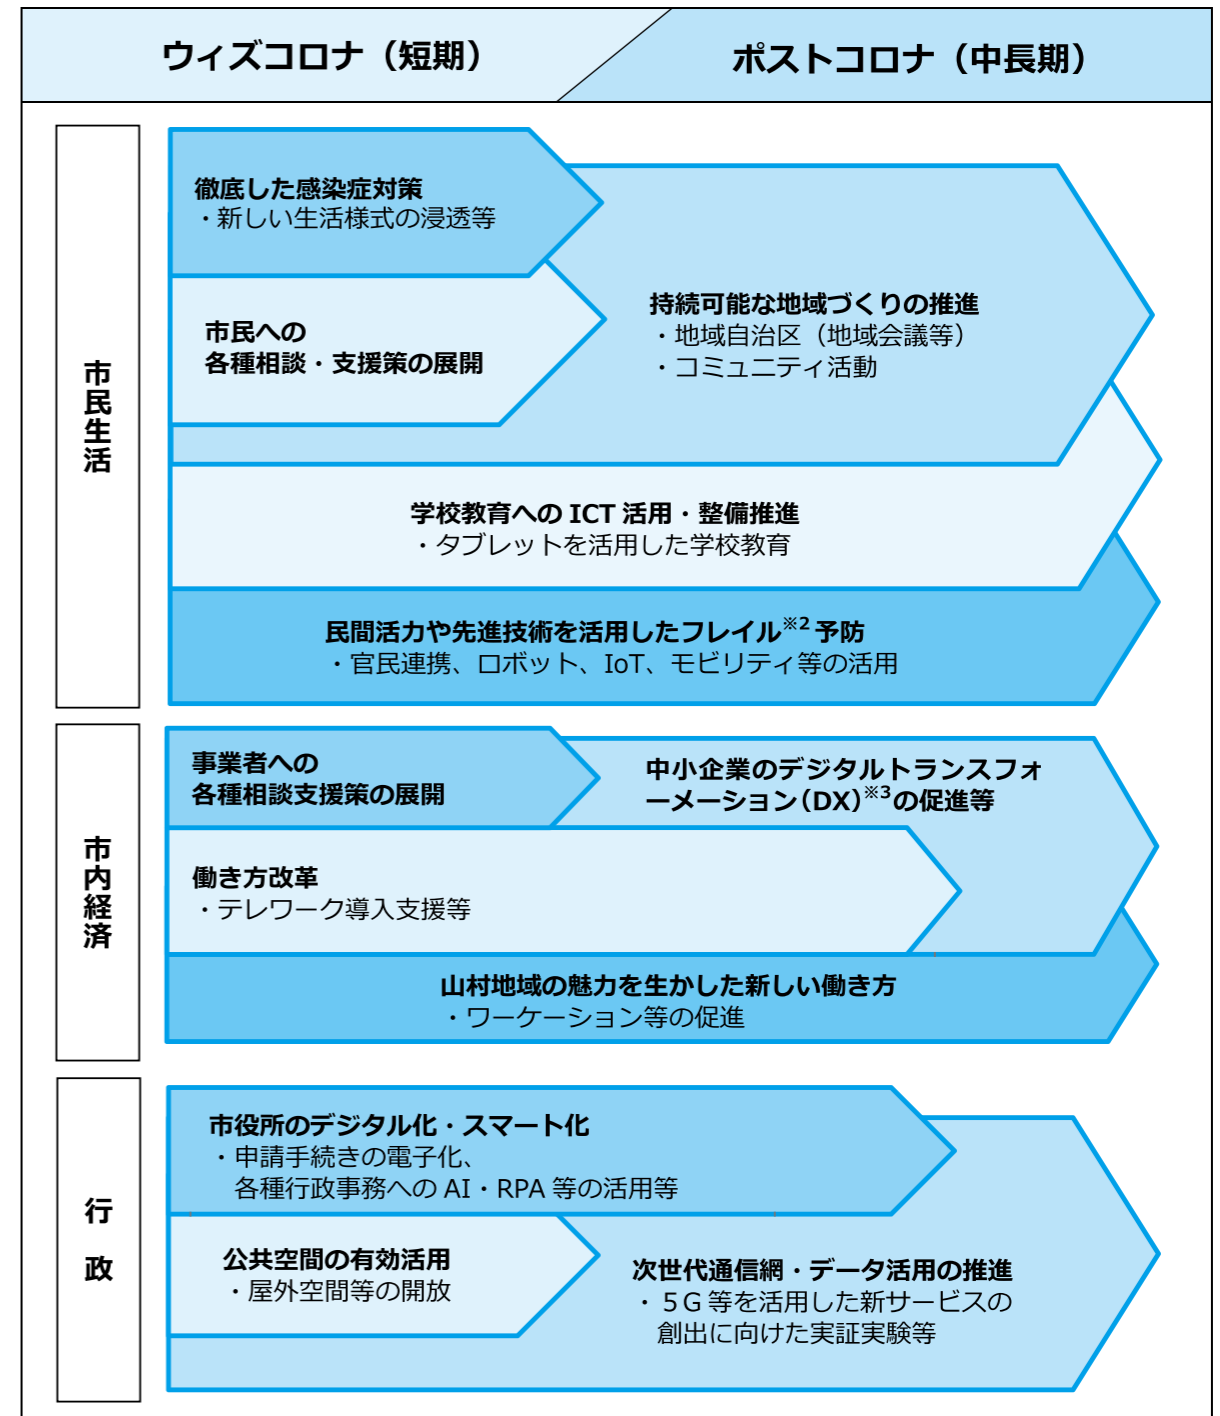 ウィズコロナ（短期）
ポストコロナ（中長期）
市民生活
徹底した感染症対策
・新しい生活様式の浸透等
市民への
各種相談・支援策の展開
持続可能な地域づくりの推進
・地域自治区（地域会議等）
・コミュニティ活動
学校教育への ICT 活用・整備推進
・タブレットを活用した学校教育
民間活力や先進技術を活用したフレイル※2 予防
・官民連携、ロボット、IoT、モビリティ等の活用
市内経済
事業者への
各種相談支援策の展開
中小企業のデジタルトランスフォ
ーメーション（DX）※3の促進等
働き方改革
・テレワーク導入支援等
山村地域の魅力を生かした新しい働き方
・ワーケーション等の促進
行政
市役所のデジタル化・スマート化
・申請手続きの電子化、
各種行政事務への AI・RPA 等の活用等
公共空間の有効活用
・屋外空間等の開放
次世代通信網・データ活用の推進
・５G 等を活用した新サービスの
創出に向けた実証実験等